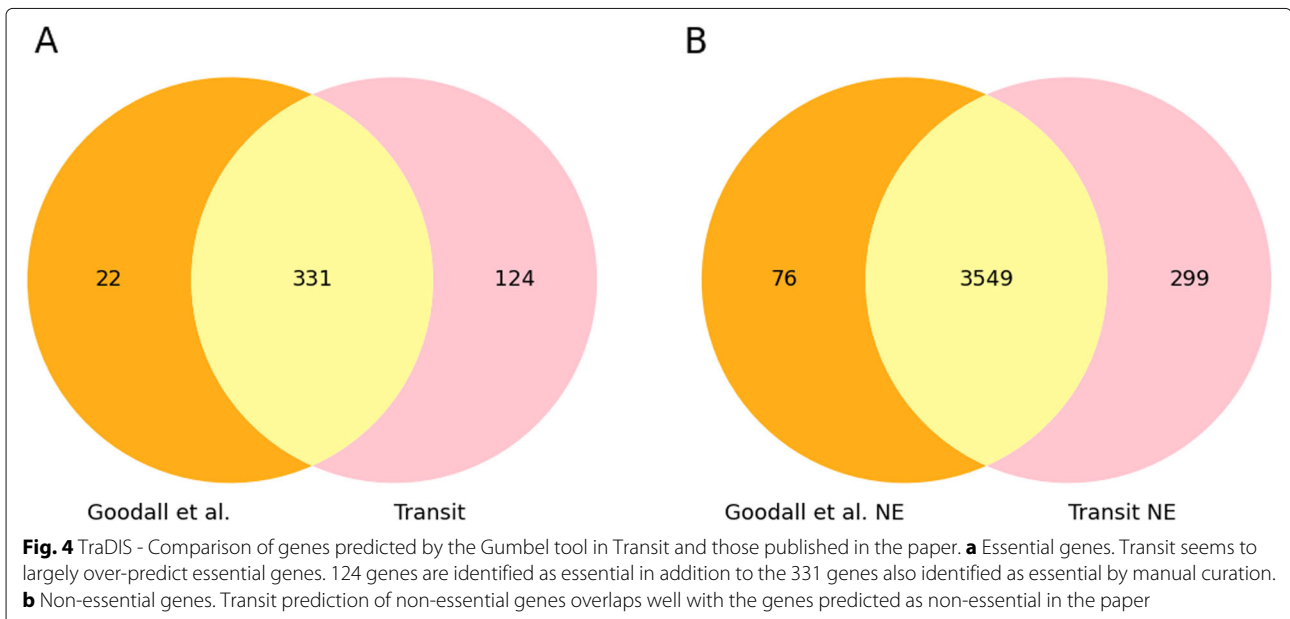 A
B
22
331
124
76
3549
299
Goodall et al.
Transit
Goodall et al. NE
Transit NE
Fig. 4 TraDIS - Comparison of genes predicted by the Gumbel tool in Transit and those published in the paper. a Essential genes. Transit seems to
largely over-predict essential genes. 124 genes are identified as essential in addition to the 331 genes also identified as essential by manual curation.
b Non-essential genes. Transit prediction of non-essential genes overlaps well with the genes predicted as non-essential in the paper